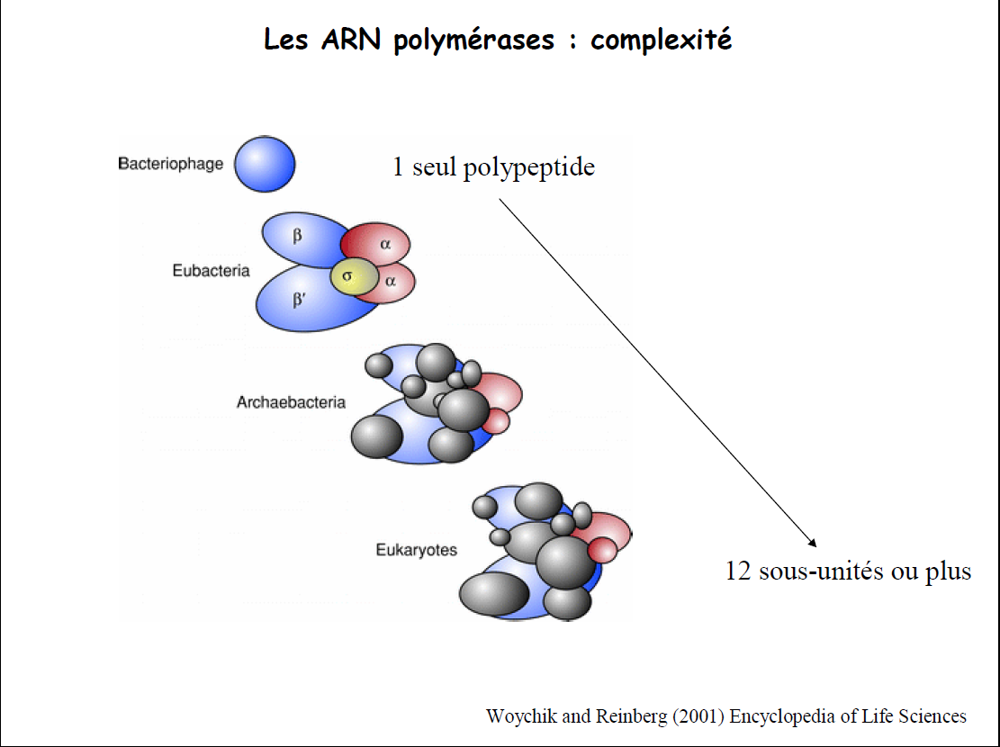 Les ARN polymérases : complexité
Bacteriophage
1 seul polypeptide
β
α
Eubacteria
σ
α
β′
Archaebacteria
Eukaryotes
12 sous-unités ou plus
Woychik and Reinberg (2001) Encyclopedia of Life Sciences